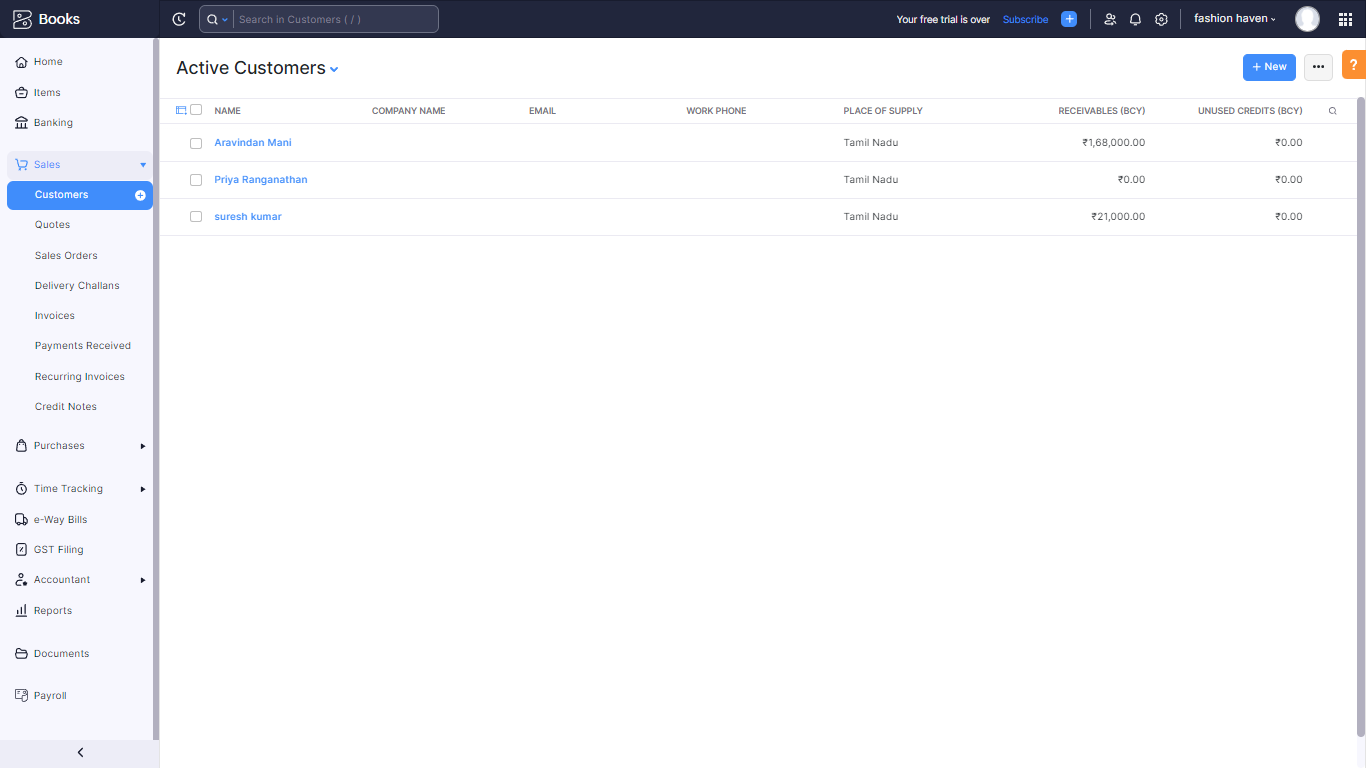 Books
Search in Customers ( / )
Your free trial is over Subscribe
fashion haven
Home
Items
Banking
Sales
Customers
Quotes
Sales Orders
Delivery Challans
Invoices
Payments Received
Recurring Invoices
Credit Notes
Purchases
Time Tracking
e-Way Bills
GST Filing
Accountant
Reports
Documents
Payroll
Active Customers
+ New
?
NAME COMPANY NAME EMAIL WORK PHONE PLACE OF SUPPLY RECEIVABLES (BCY) UNUSED CREDITS (BCY)
Aravindan Mani Tamil Nadu ₹1,68,000.00 ₹0.00
Priya Ranganathan Tamil Nadu ₹0.00 ₹0.00
suresh kumar Tamil Nadu ₹21,000.00 ₹0.00